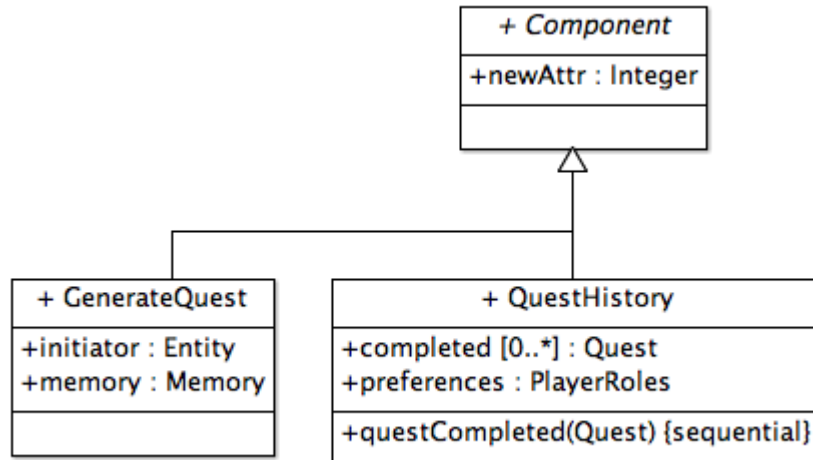 + Component
+newAttr : Integer
+ GenerateQuest
+initiator : Entity
+memory : Memory
+ QuestHistory
+completed [0..*] : Quest
+preferences : PlayerRoles
+questCompleted(Quest) {sequential}